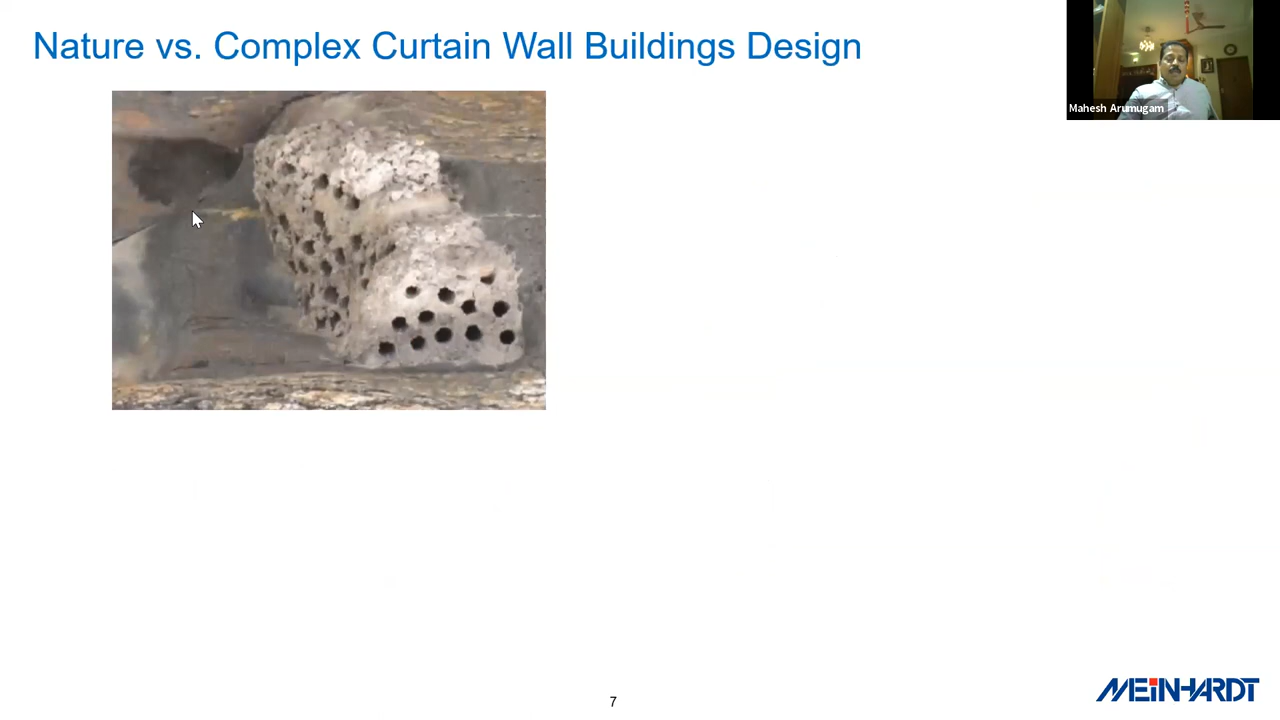 Nature vs. Complex Curtain Wall Buildings Design
Mahesh Arumugam
7
MEINHARDT